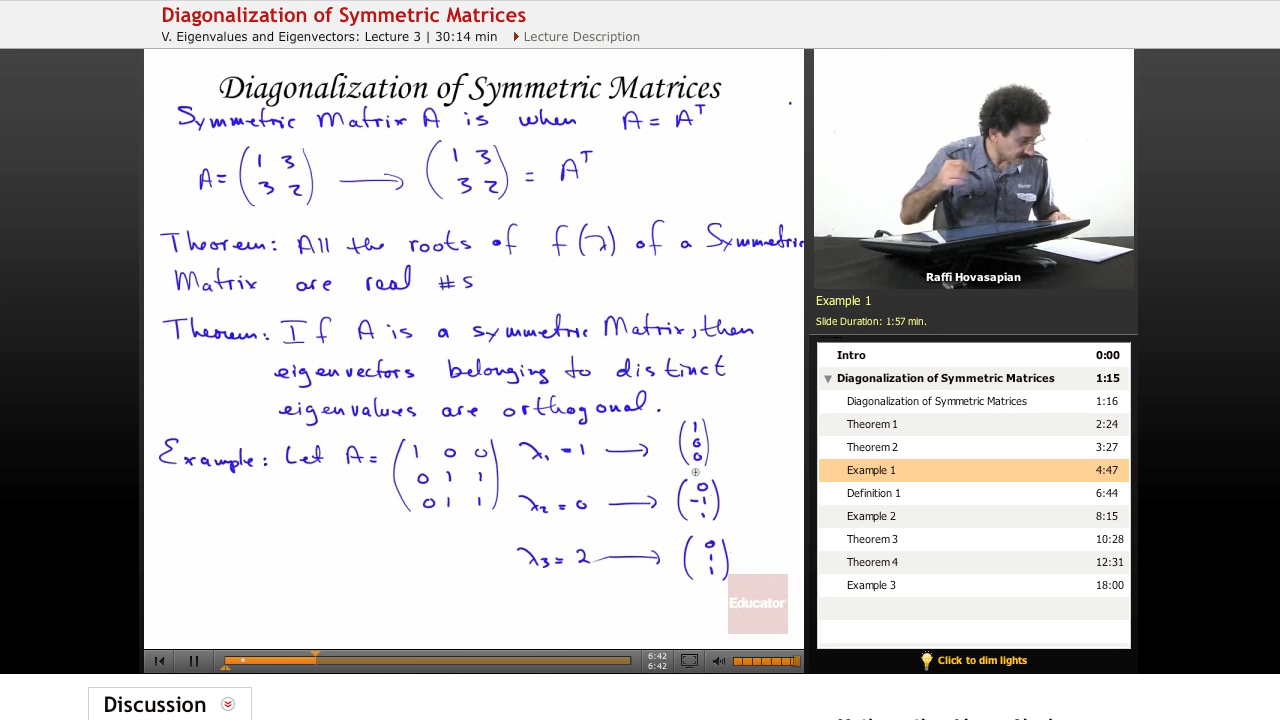 Diagonalization of Symmetric Matrices
V. Eigenvalues and Eigenvectors: Lecture 3 | 30:14 min Lecture Description
Diagonalization of Symmetric Matrices
Symmetric Matrix A is when A = A^T
A = (1 3; 3 2) → (1 3; 3 2) = A^T
Theorem: All the roots of f(λ) of a Symmetric
Matrix are real #s
Theorem: If A is a symmetric Matrix, then
eigenvectors belonging to distinct
eigenvalues are orthogonal.
Example: Let A = (1 0 0; 0 1 1; 0 1 1) λ1 = 1 → (1; 0; 0)
λ2 = 0 → (0; -1; 1)
λ3 = 2 → (0; 1; 1)
Educator
6:42
6:42
Raffi Hovasapian
Example 1
Slide Duration: 1:57 min.
Intro 0:00
Diagonalization of Symmetric Matrices 1:15
Diagonalization of Symmetric Matrices 1:16
Theorem 1 2:24
Theorem 2 3:27
Example 1 4:47
Definition 1 6:44
Example 2 8:15
Theorem 3 10:28
Theorem 4 12:31
Example 3 18:00
Click to dim lights
Discussion